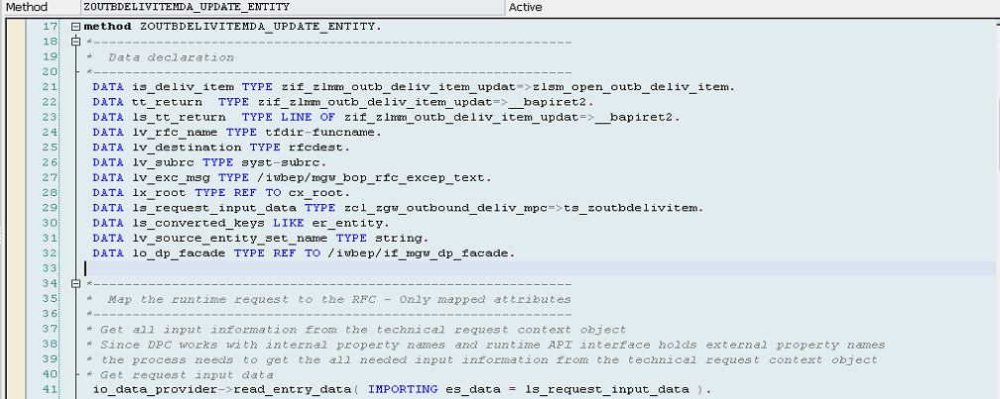 Method ZOUTBDELIVITEMDA_UPDATE_ENTITY Active
17 method ZOUTBDELIVITEMDA_UPDATE_ENTITY.
18 *----------------------------------------------------------------------
19 *  Data declaration
20 *----------------------------------------------------------------------
21 DATA is_deliv_item TYPE zif_zlmm_outb_deliv_item_updat=>zlsm_open_outb_deliv_item.
22 DATA tt_return  TYPE zif_zlmm_outb_deliv_item_updat=>__bapiret2.
23 DATA ls_tt_return  TYPE LINE OF zif_zlmm_outb_deliv_item_updat=>__bapiret2.
24 DATA lv_rfc_name TYPE tfdir-funcname.
25 DATA lv_destination TYPE rfcdest.
26 DATA lv_subrc TYPE syst-subrc.
27 DATA lv_exc_msg TYPE /iwbep/mgw_bop_rfc_excep_text.
28 DATA lx_root TYPE REF TO cx_root.
29 DATA ls_request_input_data TYPE zcl_zgw_outbound_deliv_mpc=>ts_zoutbdelivitem.
30 DATA ls_converted_keys LIKE er_entity.
31 DATA lv_source_entity_set_name TYPE string.
32 DATA lo_dp_facade TYPE REF TO /iwbep/if_mgw_dp_facade.
33
34 *----------------------------------------------------------------------
35 *  Map the runtime request to the RFC - Only mapped attributes
36 *----------------------------------------------------------------------
37 * Get all input information from the technical request context object
38 * Since DPC works with internal property names and runtime API interface holds external property names
39 * the process needs to get the all needed input information from the technical request context object
40 * Get request input data
41 io_data_provider->read_entry_data( IMPORTING es_data = ls_request_input_data ).